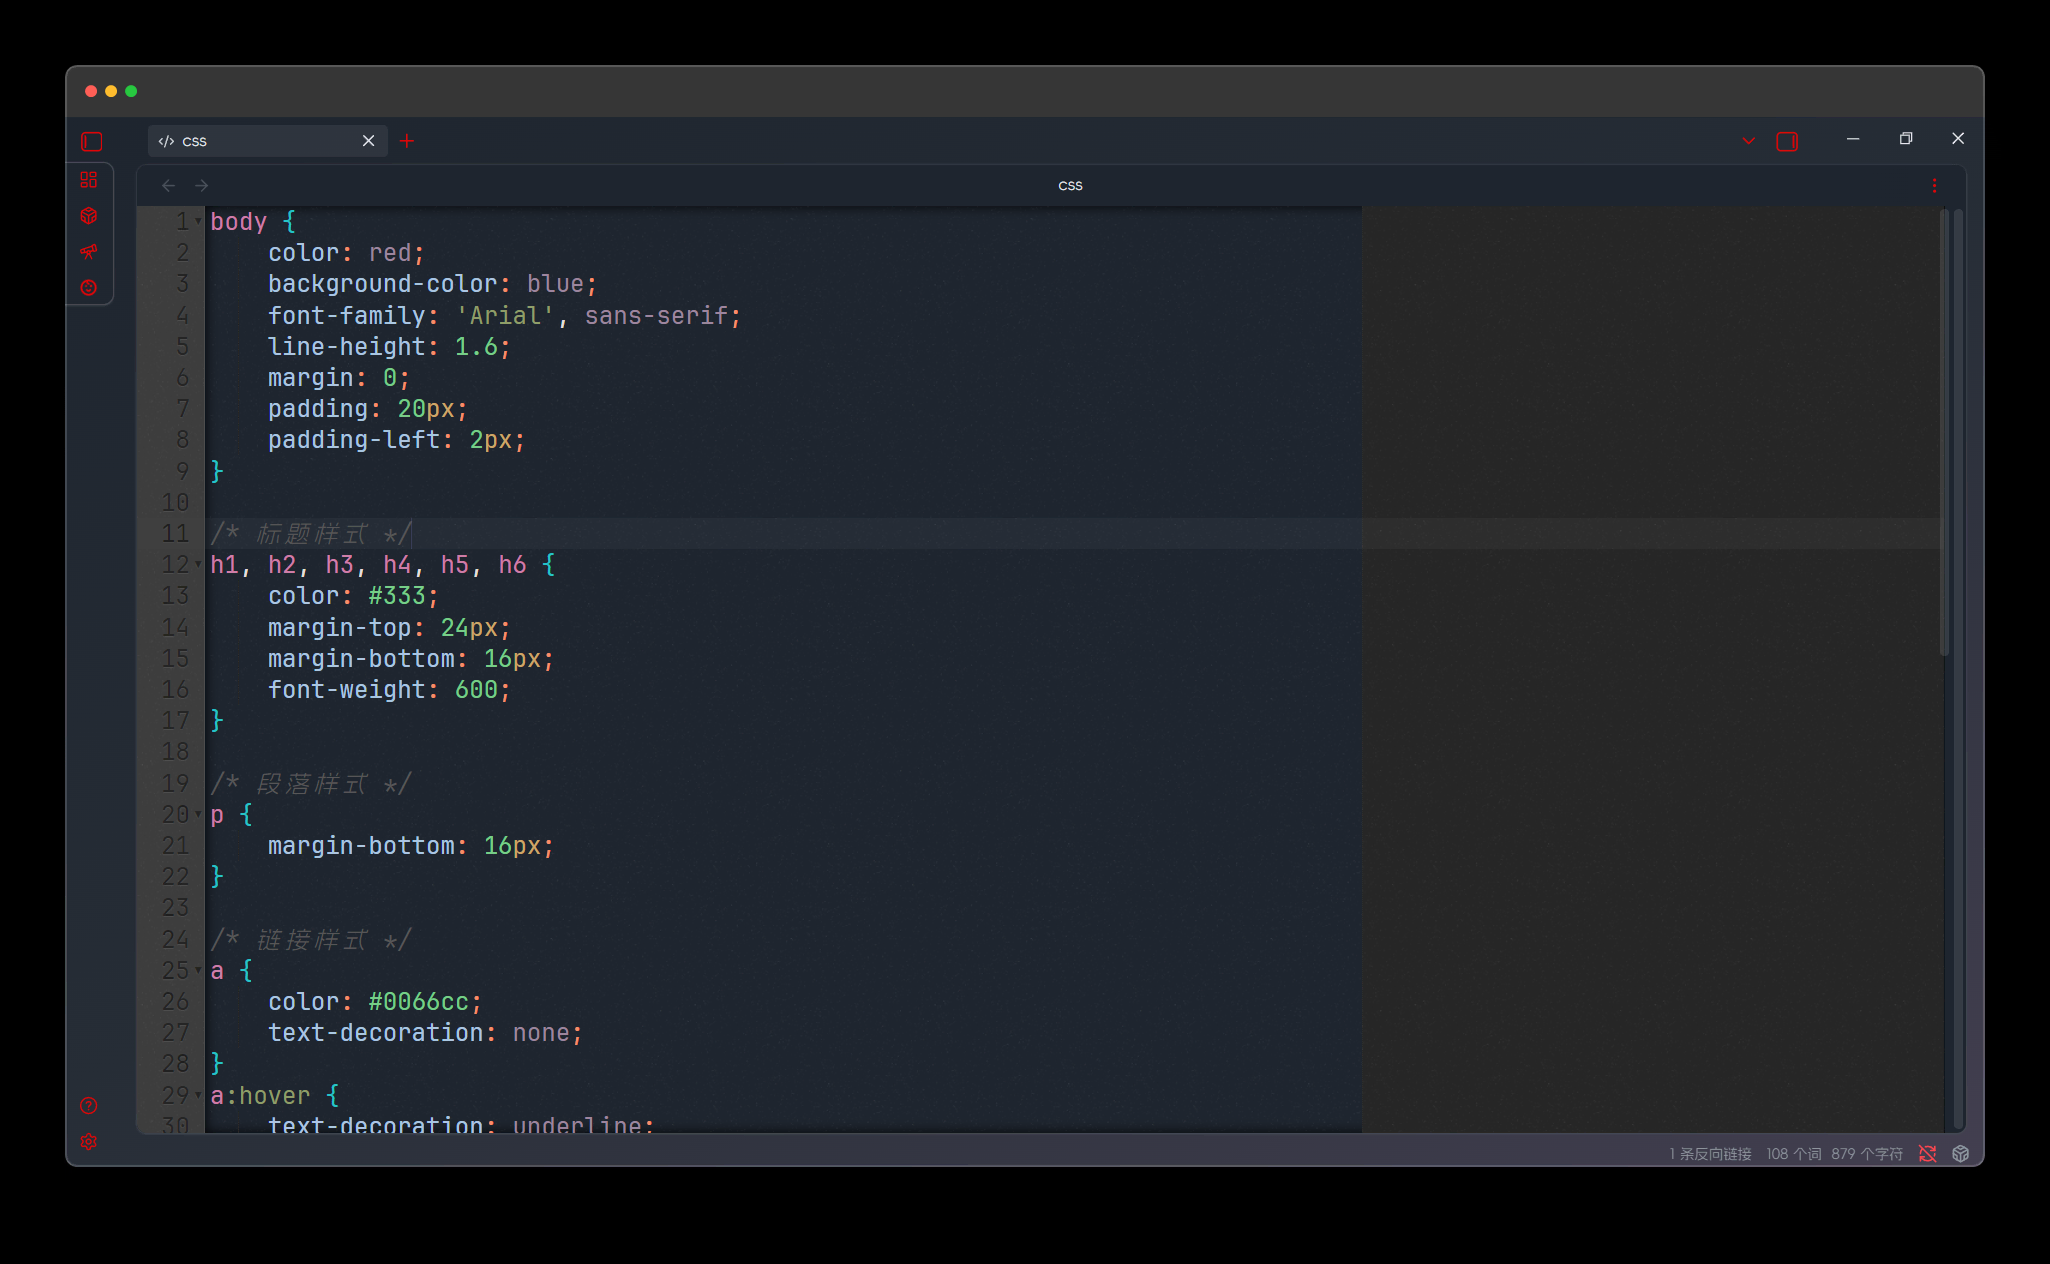 css
css
1 body {
2     color: red;
3     background-color: blue;
4     font-family: 'Arial', sans-serif;
5     line-height: 1.6;
6     margin: 0;
7     padding: 20px;
8     padding-left: 2px;
9 }
10
11 /* 标题样式 */
12 h1, h2, h3, h4, h5, h6 {
13     color: #333;
14     margin-top: 24px;
15     margin-bottom: 16px;
16     font-weight: 600;
17 }
18
19 /* 段落样式 */
20 p {
21     margin-bottom: 16px;
22 }
23
24 /* 链接样式 */
25 a {
26     color: #0066cc;
27     text-decoration: none;
28 }
29 a:hover {
30     text-decoration: underline;
1 条反向链接 108 个词 879 个字符